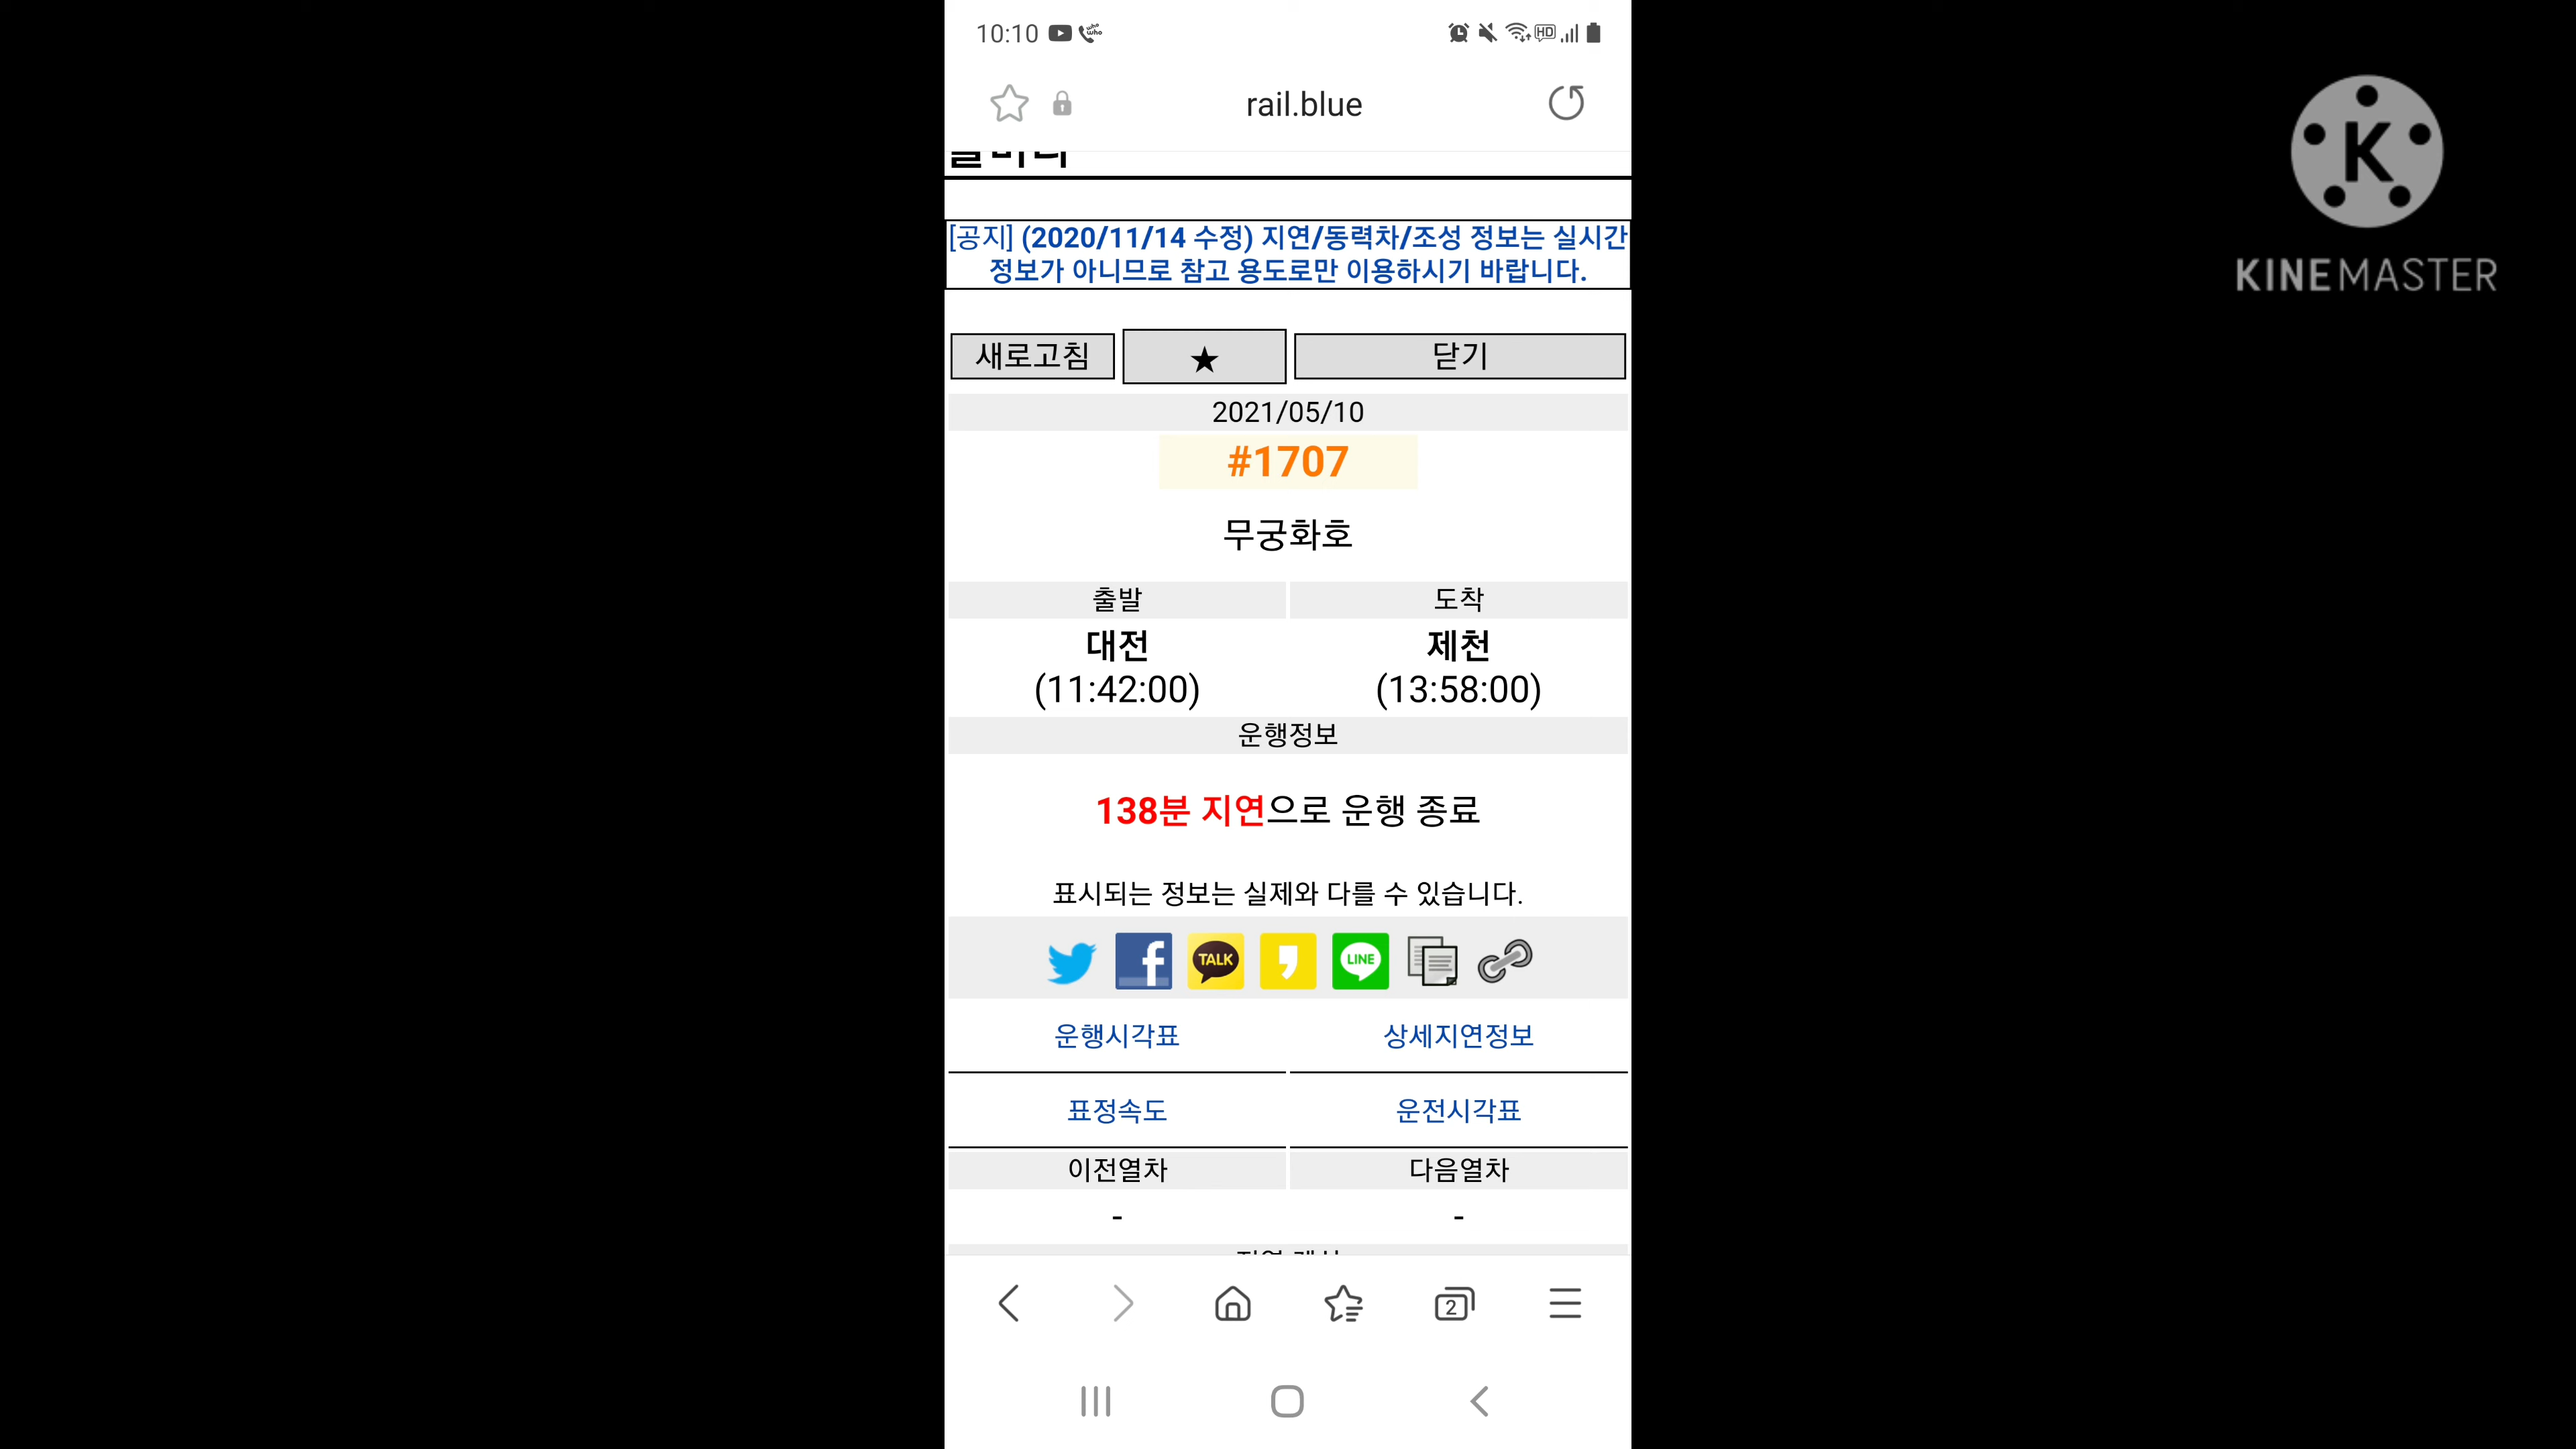 10:10
who
who
HD
rail.blue
[공지] (2020/11/14 수정) 지연/동력차/조성 정보는 실시간
정보가 아니므로 참고 용도로만 이용하시기 바랍니다.
새로고침 ★ 닫기
2021/05/10
#1707
무궁화호
출발 도착
대전 제천
(11:42:00) (13:58:00)
운행정보
138분 지연으로 운행 종료
표시되는 정보는 실제와 다를 수 있습니다.
f TALK LINE
운행시각표 상세지연정보
표정속도 운전시각표
이전열차 다음열차
- -
2
K
KINEMASTER